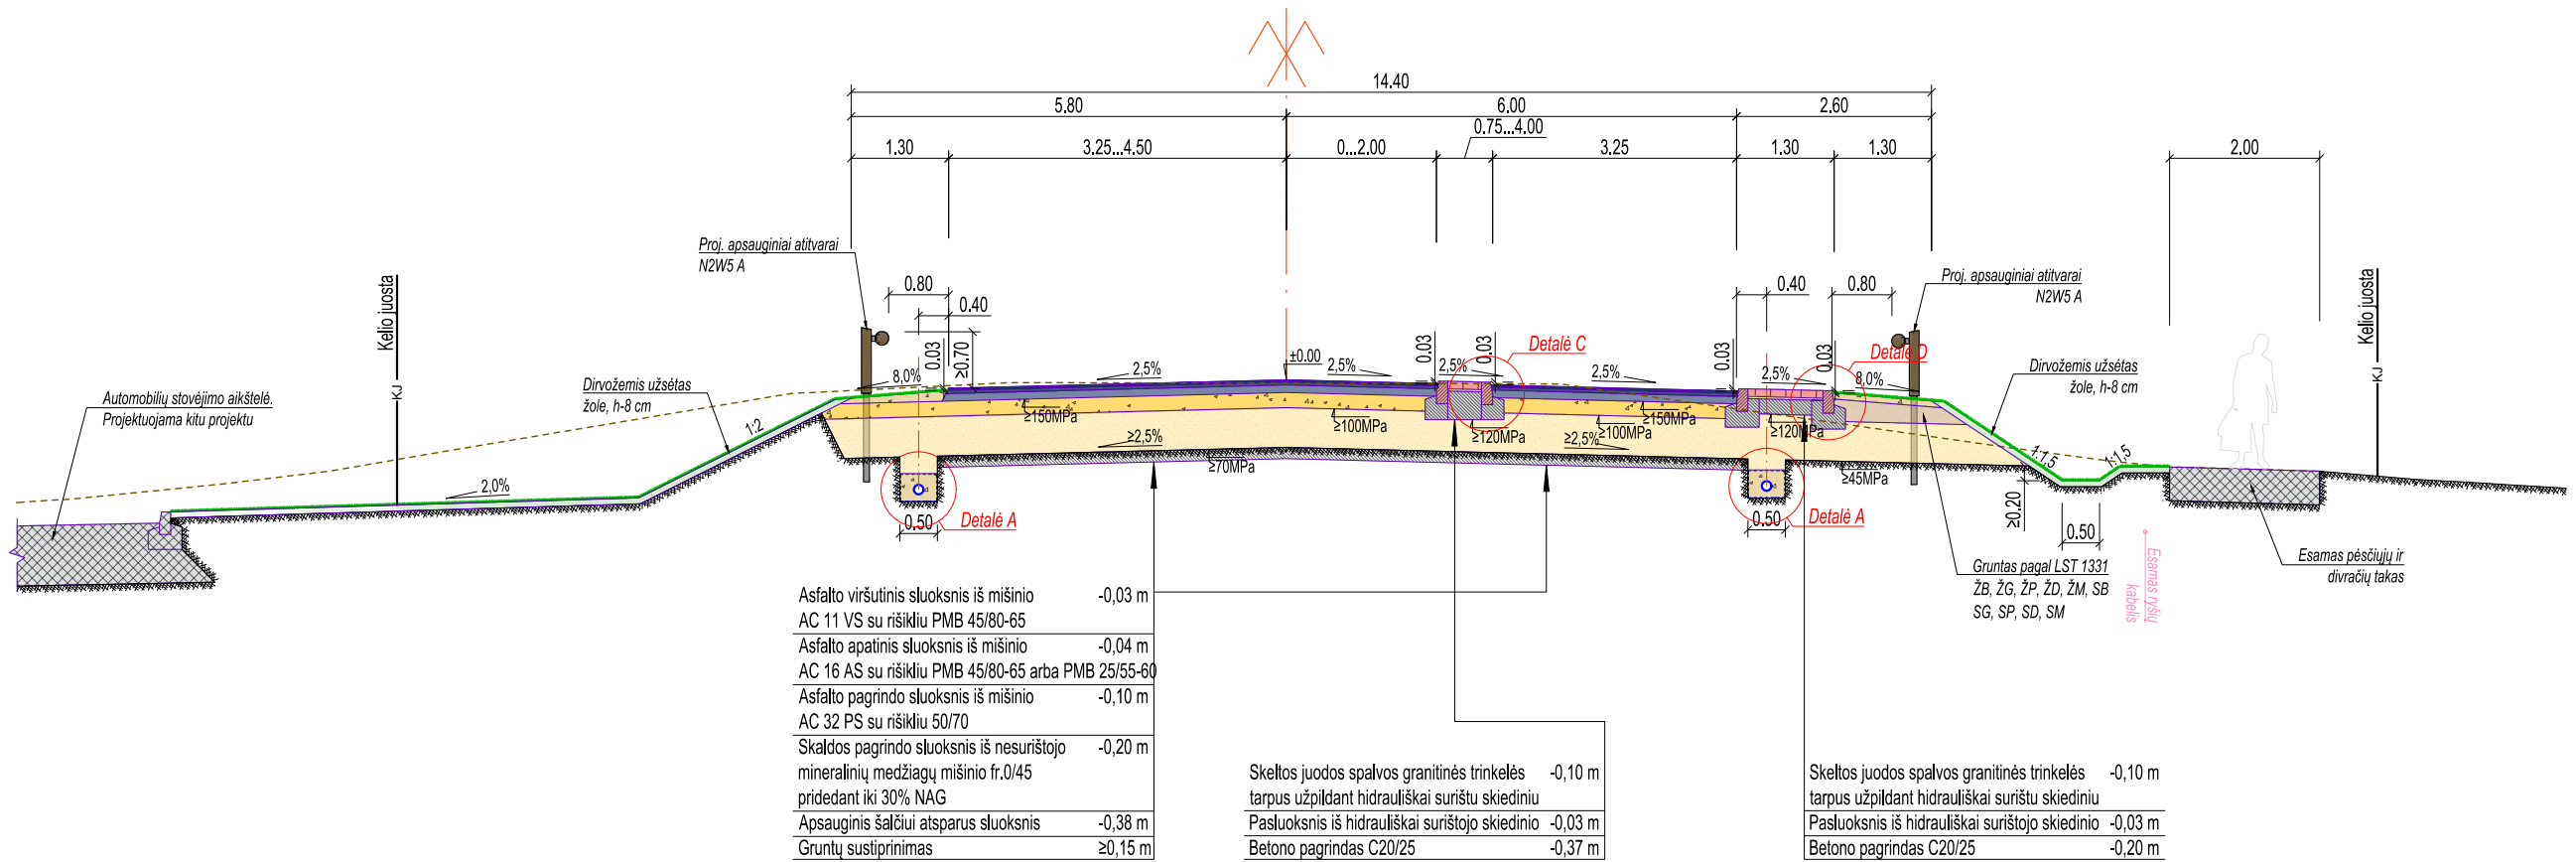 14.40
5.80 6.00 2.60
0.75...4.00
1.30 3.25...4.50 0...2.00 3.25 1.30 1.30 2.00
Proj. apsauginiai atitvarai
N2W5 A
Proj. apsauginiai atitvarai
N2W5 A
Kelio juosta
KJ
Kelio juosta
KJ
0.80 0.40 0.40 0.80
0.03 ≥0.70 ±0.00 0.03 0.03 0.03 0.03
Detalė C
Detalė D
8,0% 2,5% 2,5% 2,5% 2,5% 2,5% 8,0%
Automobilių stovėjimo aikštelė.
Projektuojama kitu projektu
Dirvožemis užsėtas
žole, h-8 cm
Dirvožemis užsėtas
žole, h-8 cm
1:2
≥150MPa ≥100MPa ≥120MPa ≥100MPa ≥150MPa ≥120MPa
≥2,5% ≥2,5%
≥70MPa ≥45MPa
1:1,5 1:1,5
2,0%
≥0.20
0.50 Detalė A
0.50 Detalė A
0.50
Esamas ryšių
kabelis
Gruntas pagal LST 1331
ŽB, ŽG, ŽP, ŽD, ŽM, SB
SG, SP, SD, SM
Esamas pėsčiųjų ir
divračių takas
Asfalto viršutinis sluoksnis iš mišinio -0,03 m
AC 11 VS su rišikliu PMB 45/80-65
Asfalto apatinis sluoksnis iš mišinio -0,04 m
AC 16 AS su rišikliu PMB 45/80-65 arba PMB 25/55-60
Asfalto pagrindo sluoksnis iš mišinio -0,10 m
AC 32 PS su rišikliu 50/70
Skaldos pagrindo sluoksnis iš nesurištojo -0,20 m
mineralinių medžiagų mišinio fr.0/45
pridedant iki 30% NAG
Apsauginis šalčiui atsparus sluoksnis -0,38 m
Gruntų sustiprinimas ≥0,15 m
Skeltos juodos spalvos granitinės trinkelės -0,10 m
tarpus užpildant hidrauliškai surištu skiediniu
Pasluoksnis iš hidrauliškai surištojo skiedinio -0,03 m
Betono pagrindas C20/25 -0,37 m
Skeltos juodos spalvos granitinės trinkelės -0,10 m
tarpus užpildant hidrauliškai surištu skiediniu
Pasluoksnis iš hidrauliškai surištojo skiedinio -0,03 m
Betono pagrindas C20/25 -0,20 m